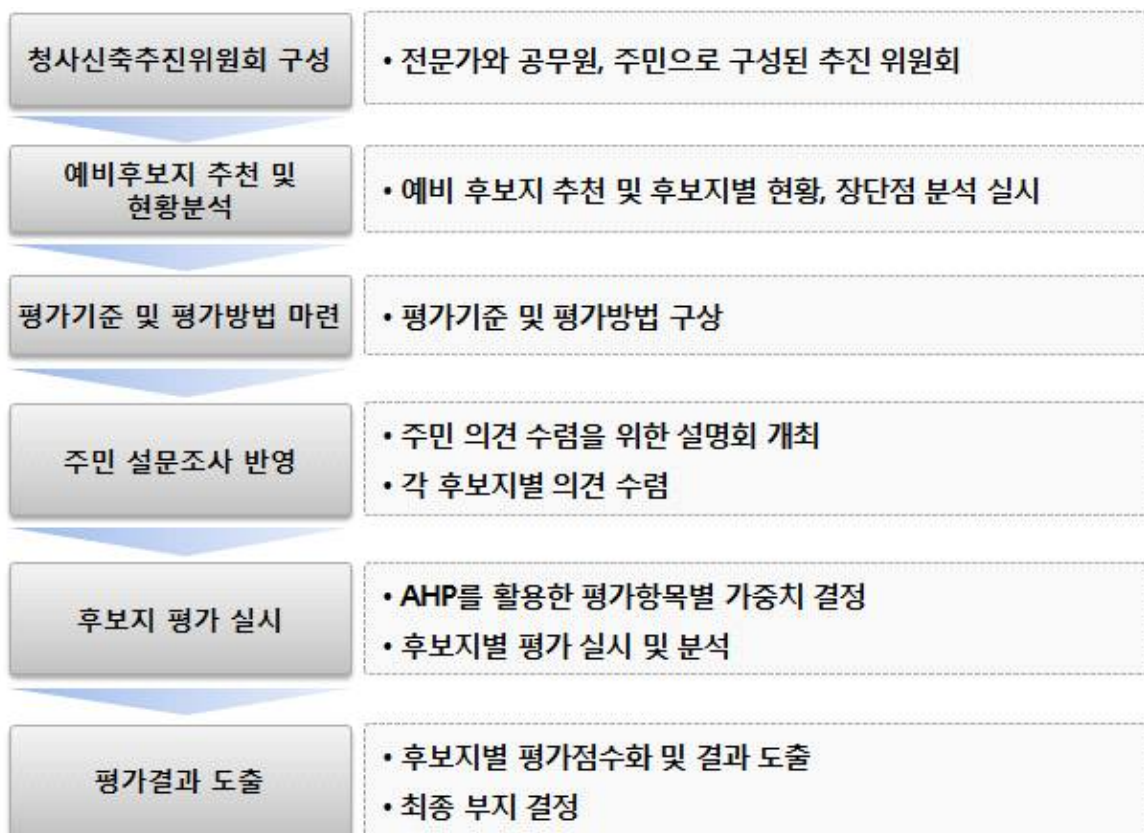 청사신축추진위원회 구성
• 전문가와 공무원, 주민으로 구성된 추진 위원회
예비후보지 추천 및
현황분석
• 예비 후보지 추천 및 후보지별 현황, 장단점 분석 실시
평가기준 및 평가방법 마련
• 평가기준 및 평가방법 구상
주민 설문조사 반영
• 주민 의견 수렴을 위한 설명회 개최
• 각 후보지별 의견 수렴
후보지 평가 실시
• AHP를 활용한 평가항목별 가중치 결정
• 후보지별 평가 실시 및 분석
평가결과 도출
• 후보지별 평가점수화 및 결과 도출
• 최종 부지 결정